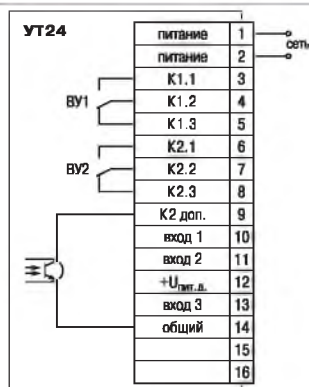 УТ24
питание 1
сеть
питание 2
К1.1 3
ВУ1 К1.2 4
К1.3 5
К2.1 6
ВУ2 К2.2 7
К2.3 8
К2 доп. 9
вход 1 10
вход 2 11
+Uпит.д. 12
вход 3 13
общий 14
15
16